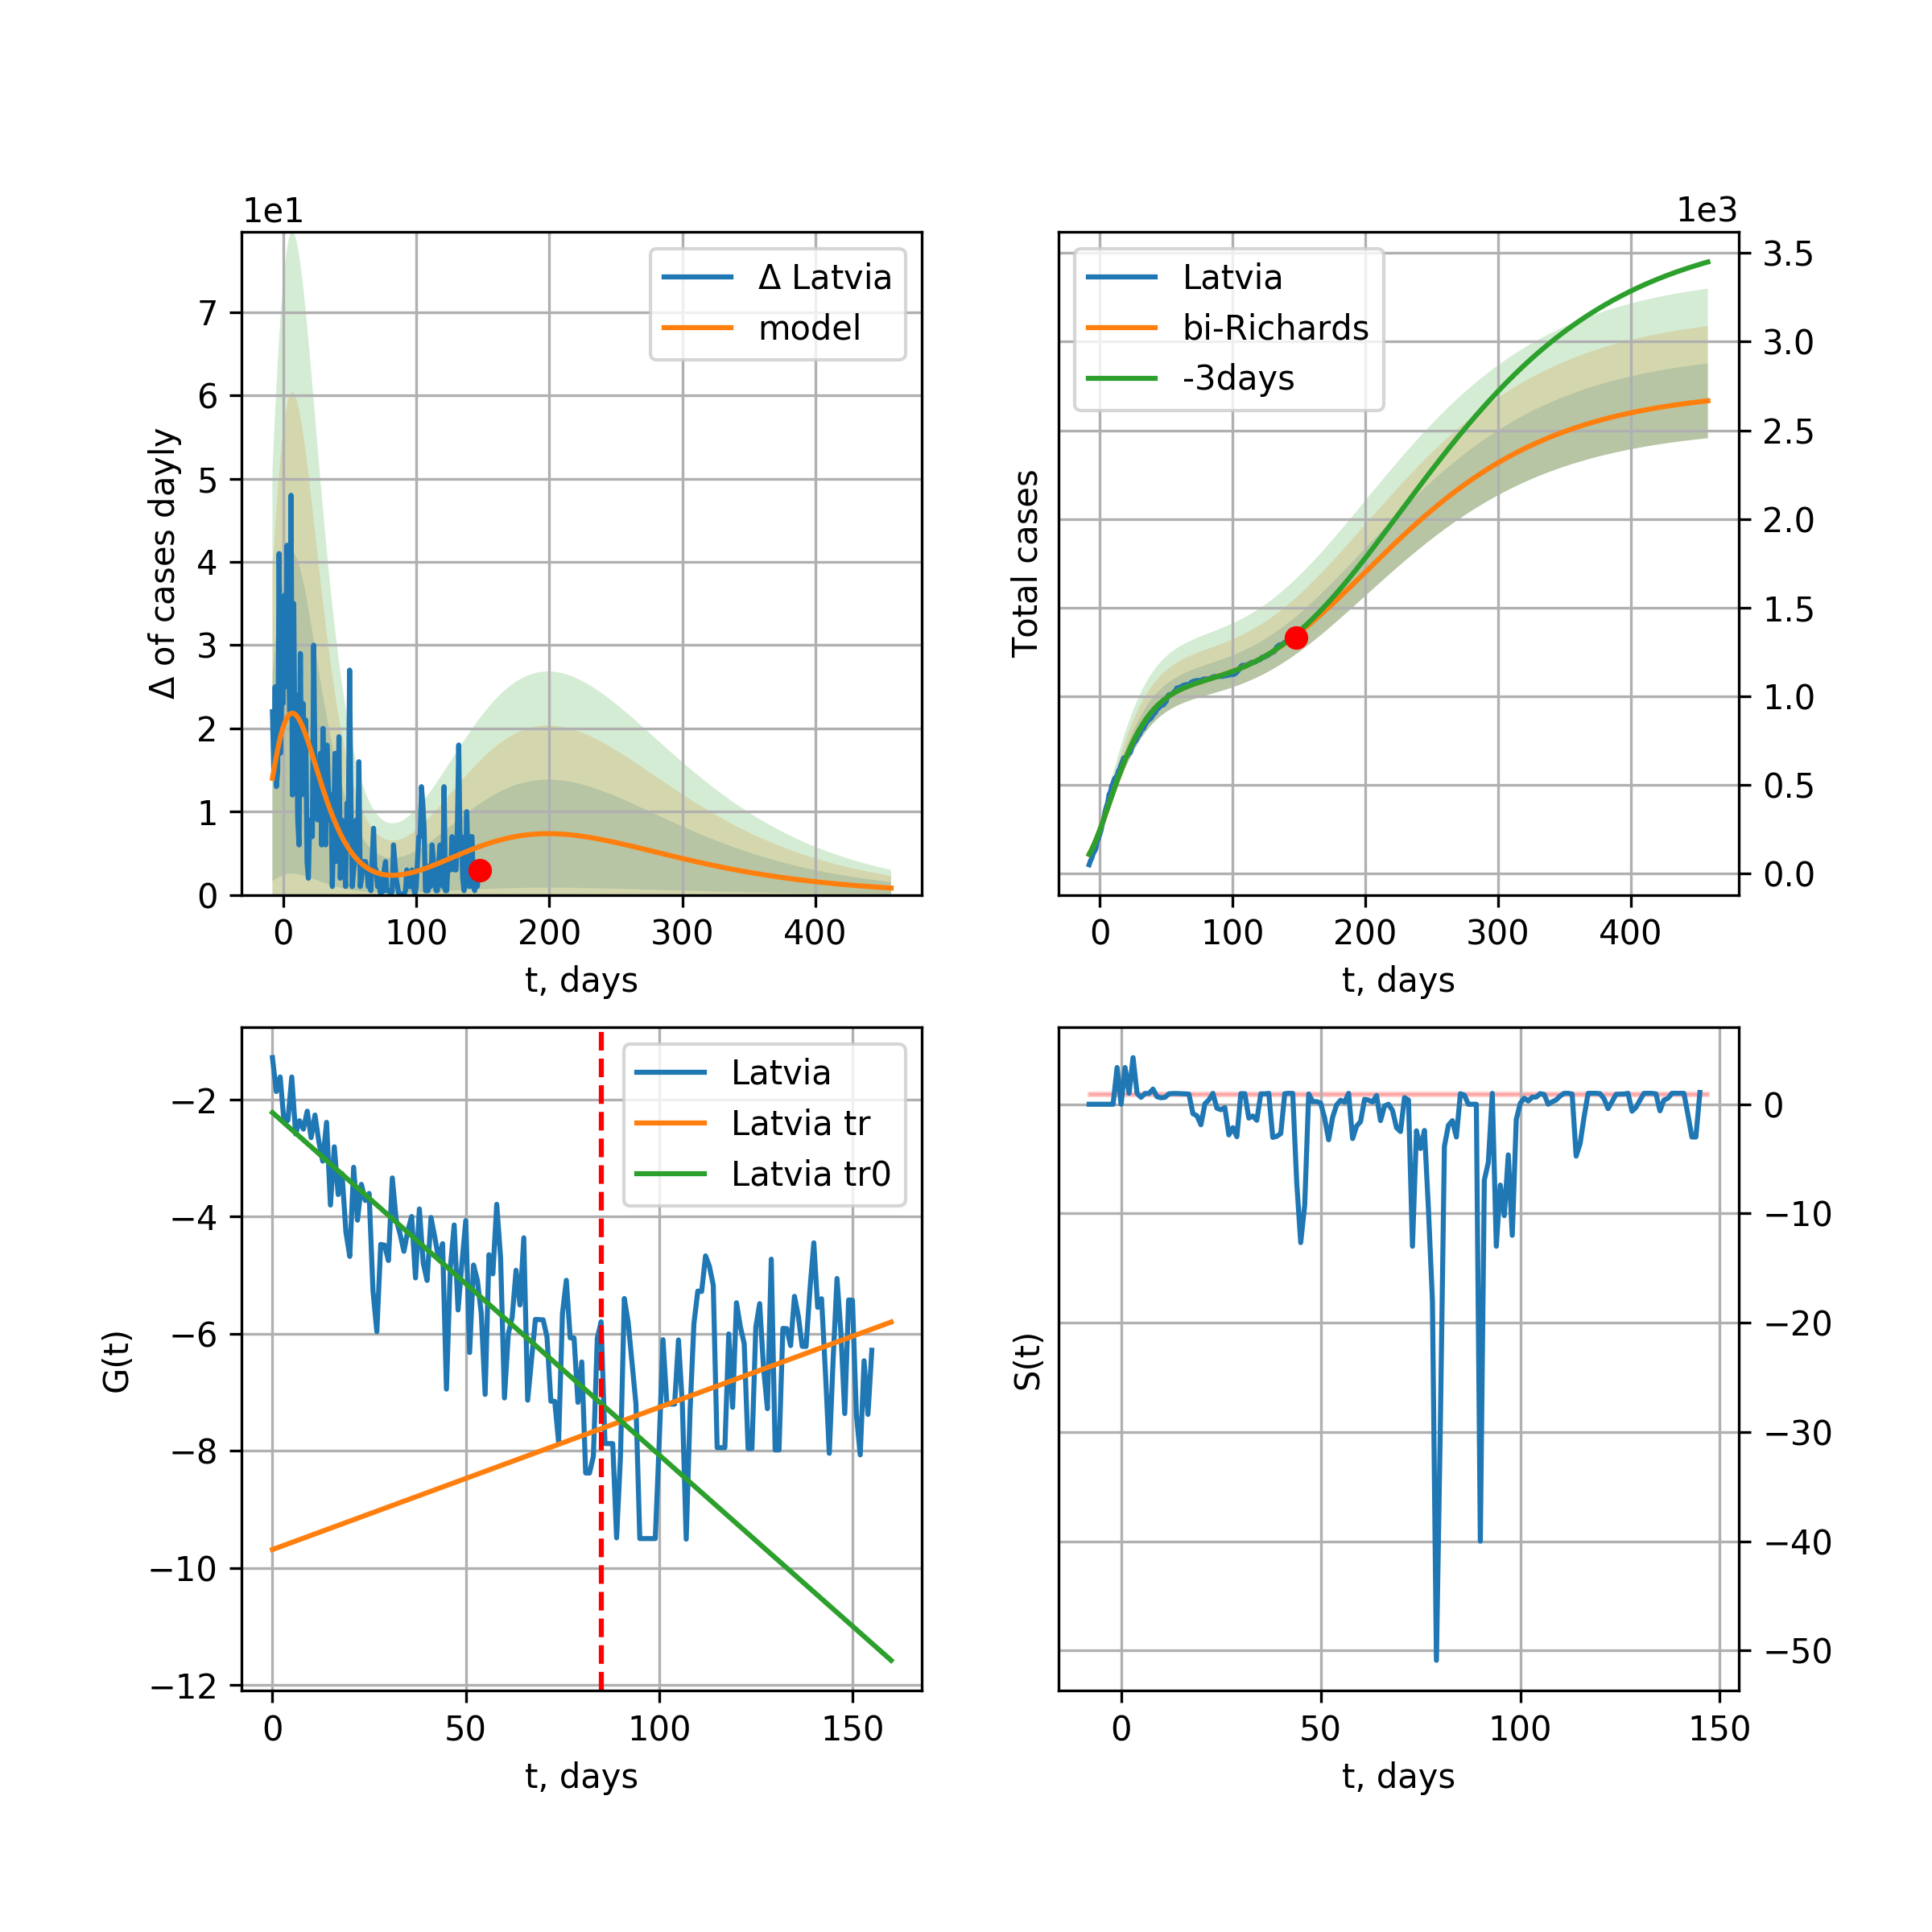 1e1
7
6
5
4
3
2
1
0
Δ of cases dayly
0 100 200 300 400
t, days
Δ Latvia
model
1e3
3.5
3.0
2.5
2.0
1.5
1.0
0.5
0.0
Total cases
0 100 200 300 400
t, days
Latvia
bi-Richards
-3days
−2
−4
−6
−8
−10
−12
G(t)
0 50 100 150
t, days
Latvia
Latvia tr
Latvia tr0
0
−10
−20
−30
−40
−50
S(t)
0 50 100 150
t, days